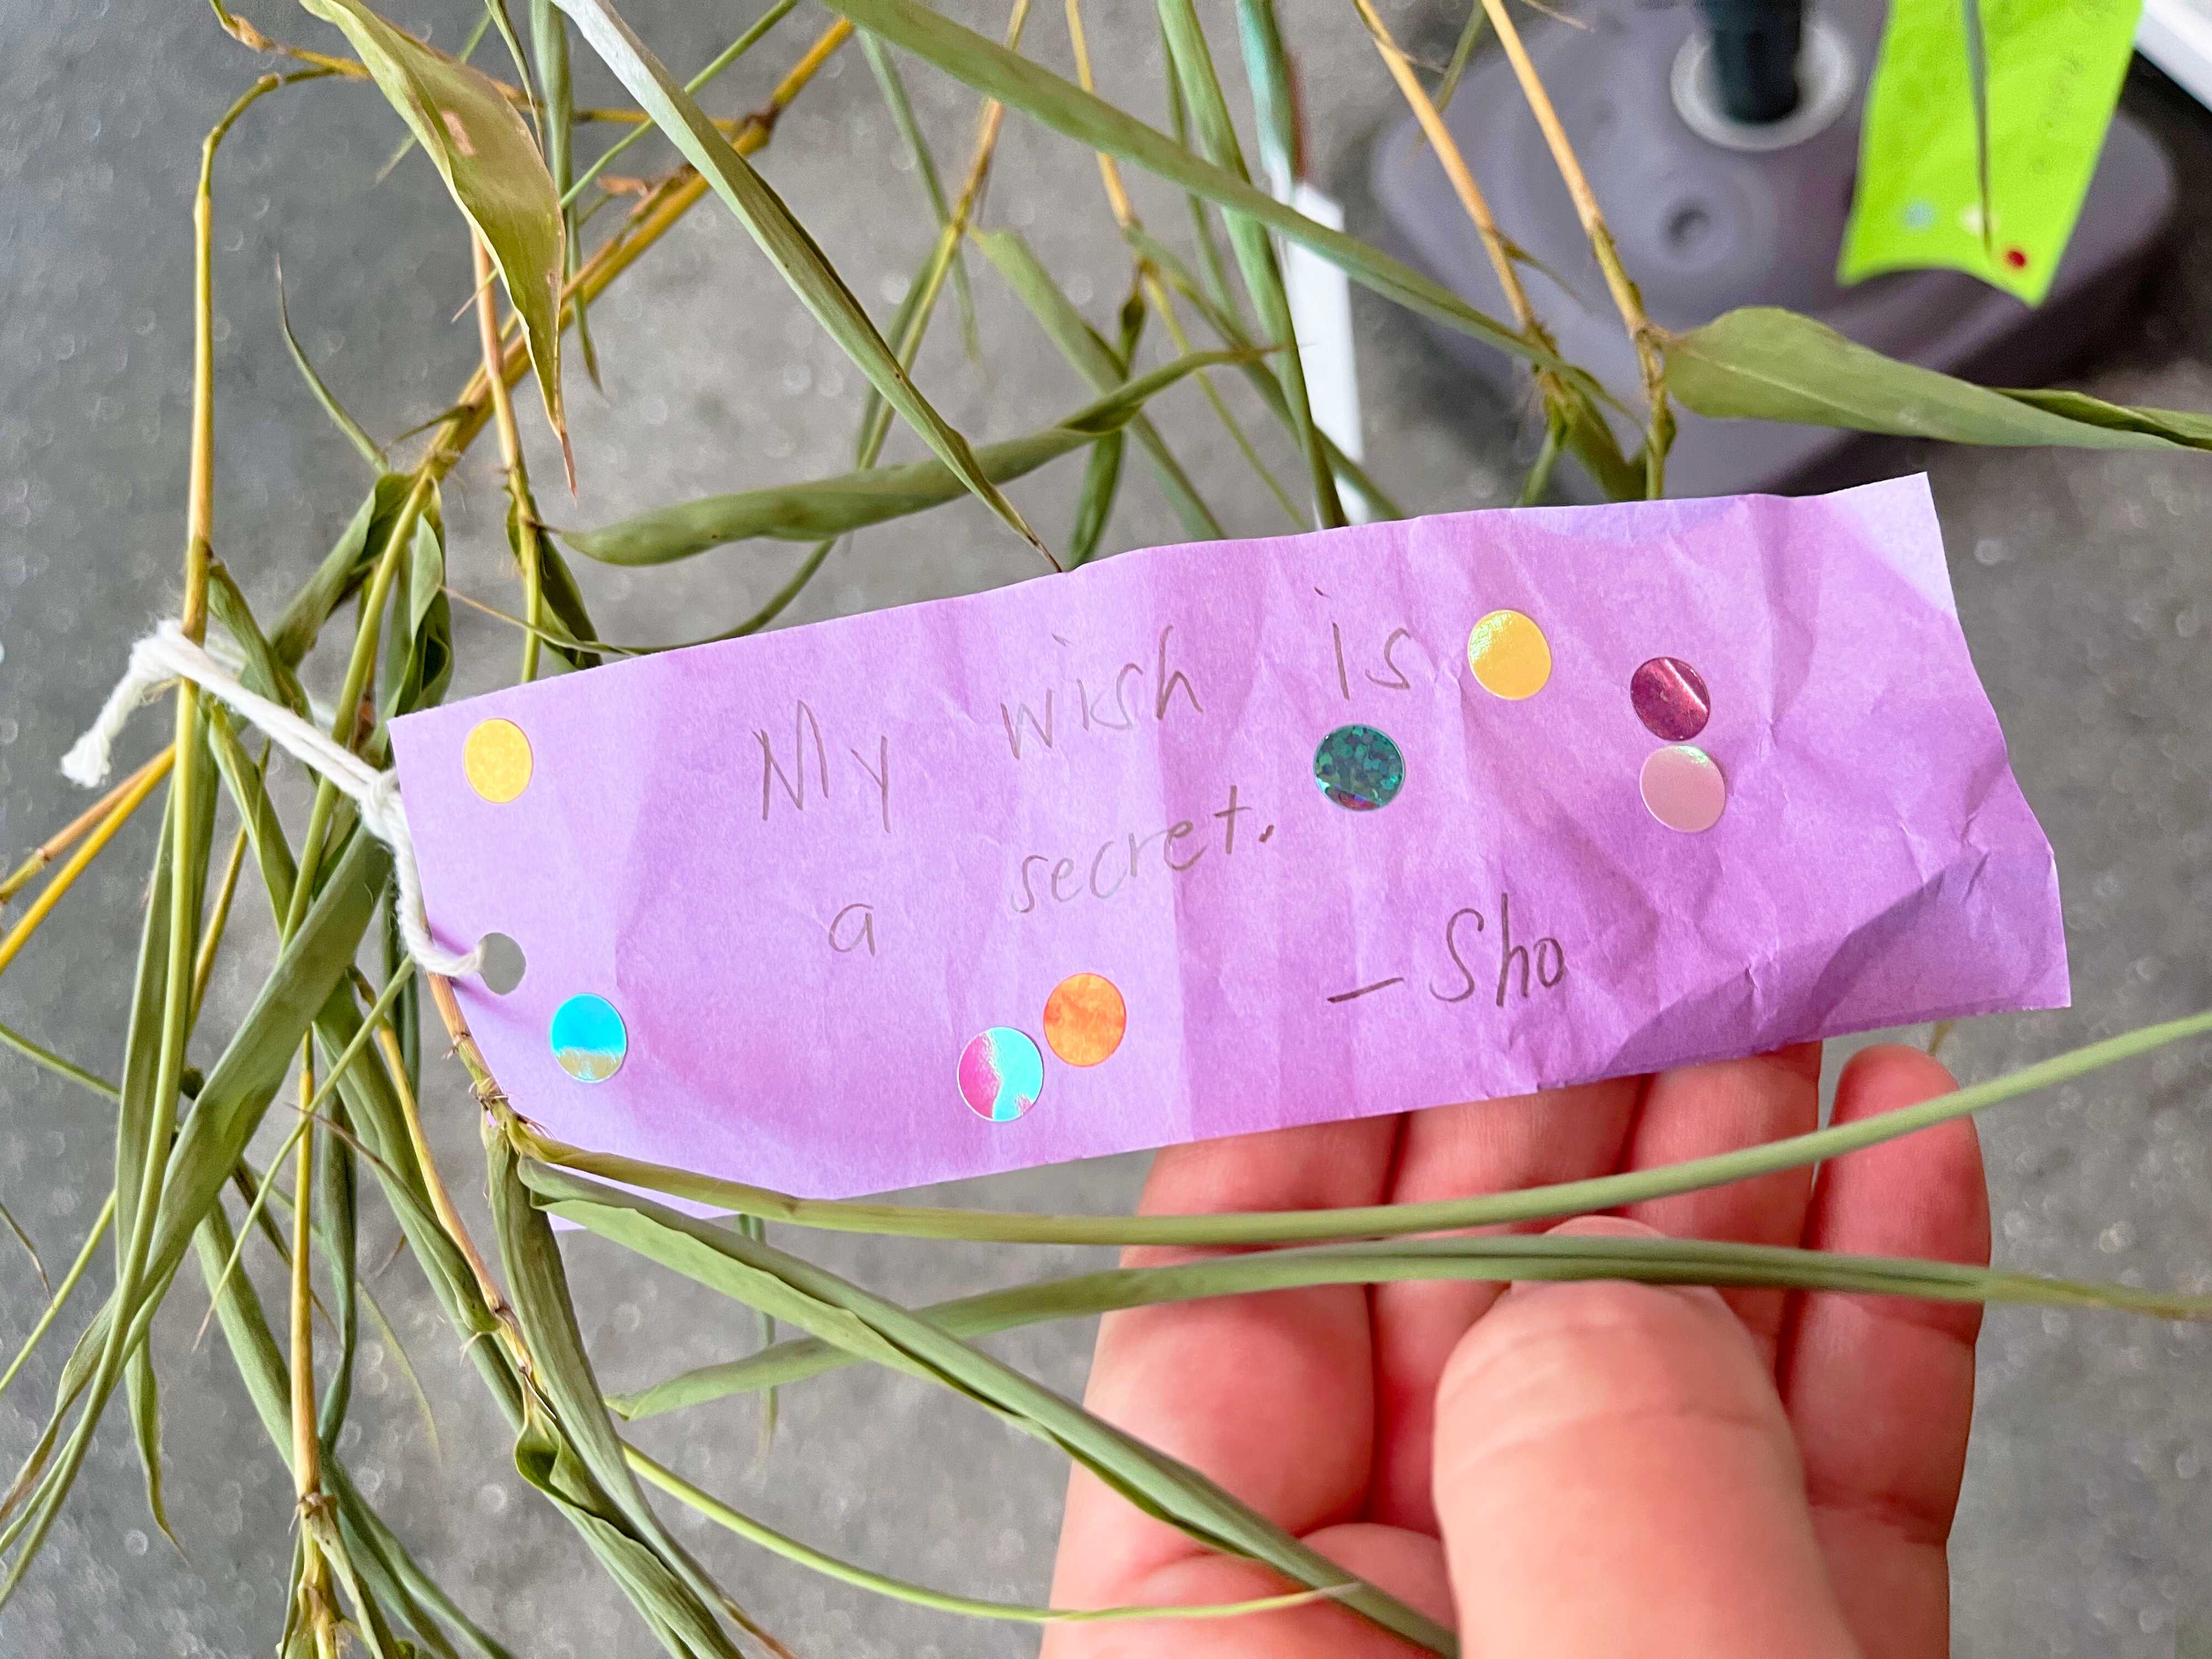 My wish is
a secret.
- Sho